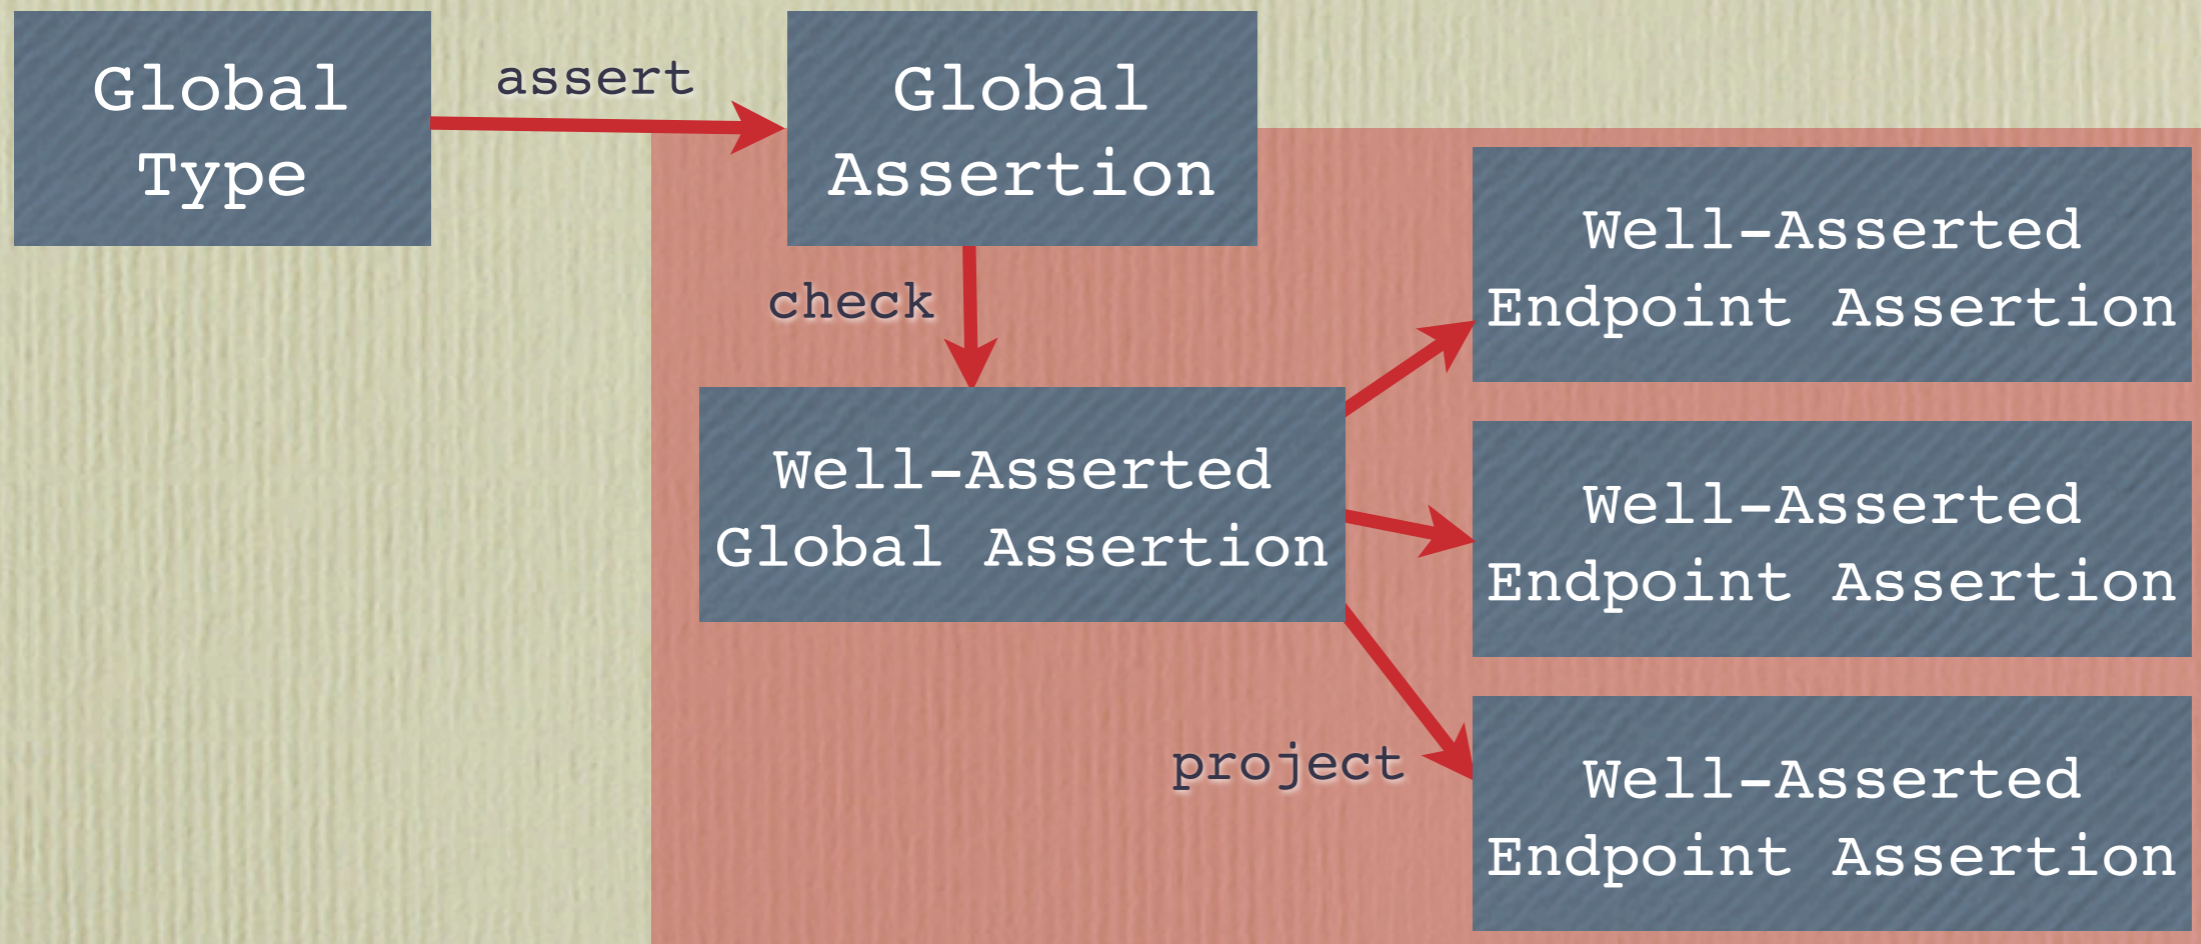 Global
Type
assert
Global
Assertion
check
Well-Asserted
Global Assertion
project
Well-Asserted
Endpoint Assertion
Well-Asserted
Endpoint Assertion
Well-Asserted
Endpoint Assertion